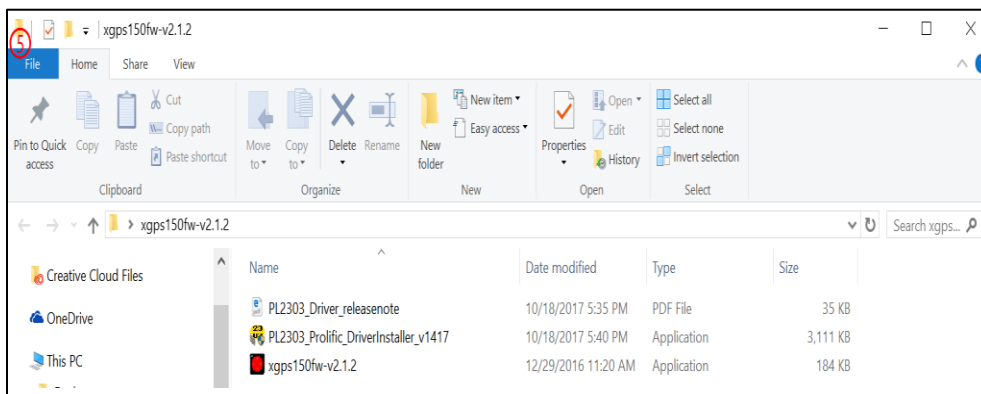 xgps150fw-v2.1.2
5
File Home Share View
Pin to Quick access
Copy
Paste
Cut
Copy path
Paste shortcut
Clipboard
Move to
Copy to
Delete
Rename
Organize
New folder
New item
Easy access
New
Properties
Open
Edit
History
Open
Select all
Select none
Invert selection
Select
> xgps150fw-v2.1.2
Search xgps...
Creative Cloud Files
OneDrive
This PC
Name Date modified Type Size
PL2303_Driver_releasenote 10/18/2017 5:35 PM PDF File 35 KB
PL2303_Prolific_DriverInstaller_v1417 10/18/2017 5:40 PM Application 3,111 KB
xgps150fw-v2.1.2 12/29/2016 11:20 AM Application 184 KB